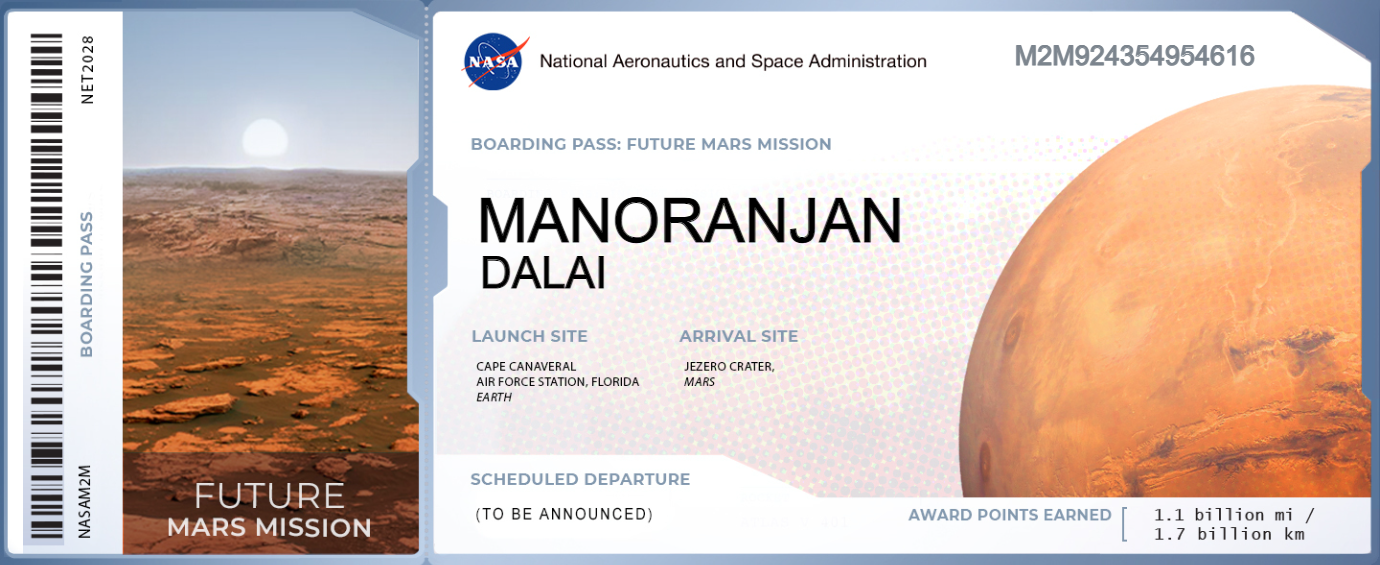 NET2028
BOARDING PASS
NASAM2M
FUTURE
MARS MISSION
NASA
National Aeronautics and Space Administration
M2M924354954616
BOARDING PASS: FUTURE MARS MISSION
MANORANJAN
DALAI
LAUNCH SITE
CAPE CANAVERAL
AIR FORCE STATION, FLORIDA
EARTH
ARRIVAL SITE
JEZERO CRATER,
MARS
SCHEDULED DEPARTURE
(TO BE ANNOUNCED)
AWARD POINTS EARNED
1.1 billion mi /
1.7 billion km